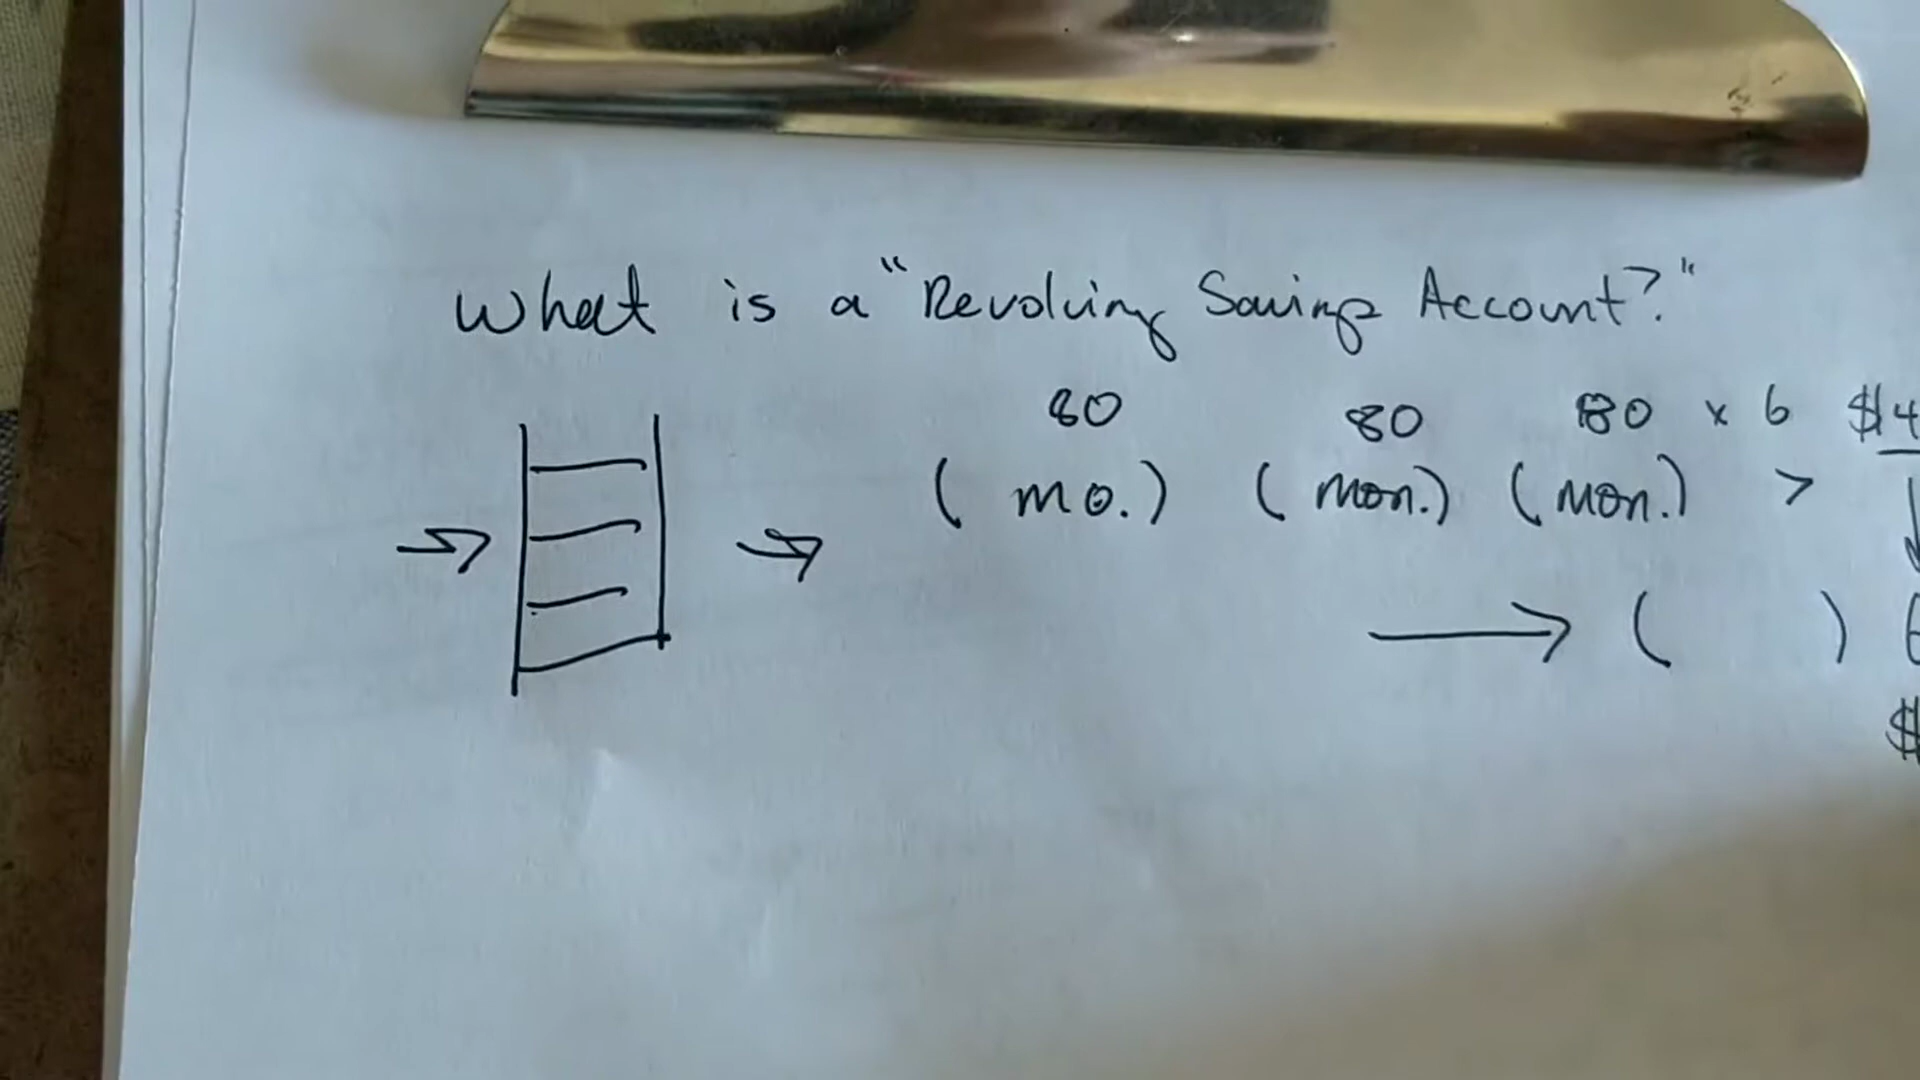 What is a "Revolving Savings Account?"
80 80 80 x 6 $4
(mo.) (mon.) (mon.) >
→ → → ( )
$